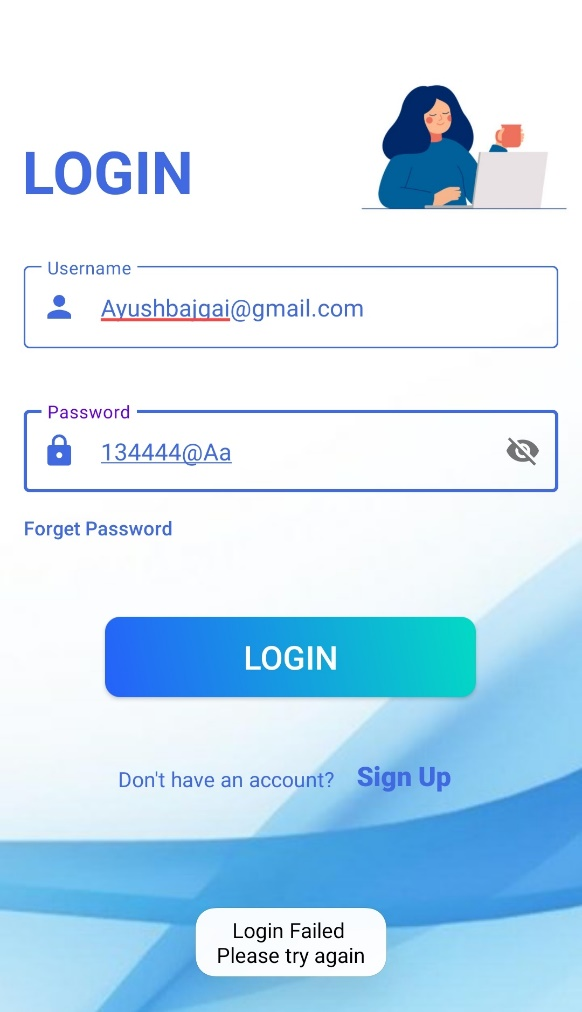 LOGIN
Username
Ayushbajgai@gmail.com
Password
134444@Aa
Forget Password
LOGIN
Don't have an account? Sign Up
Login Failed
Please try again